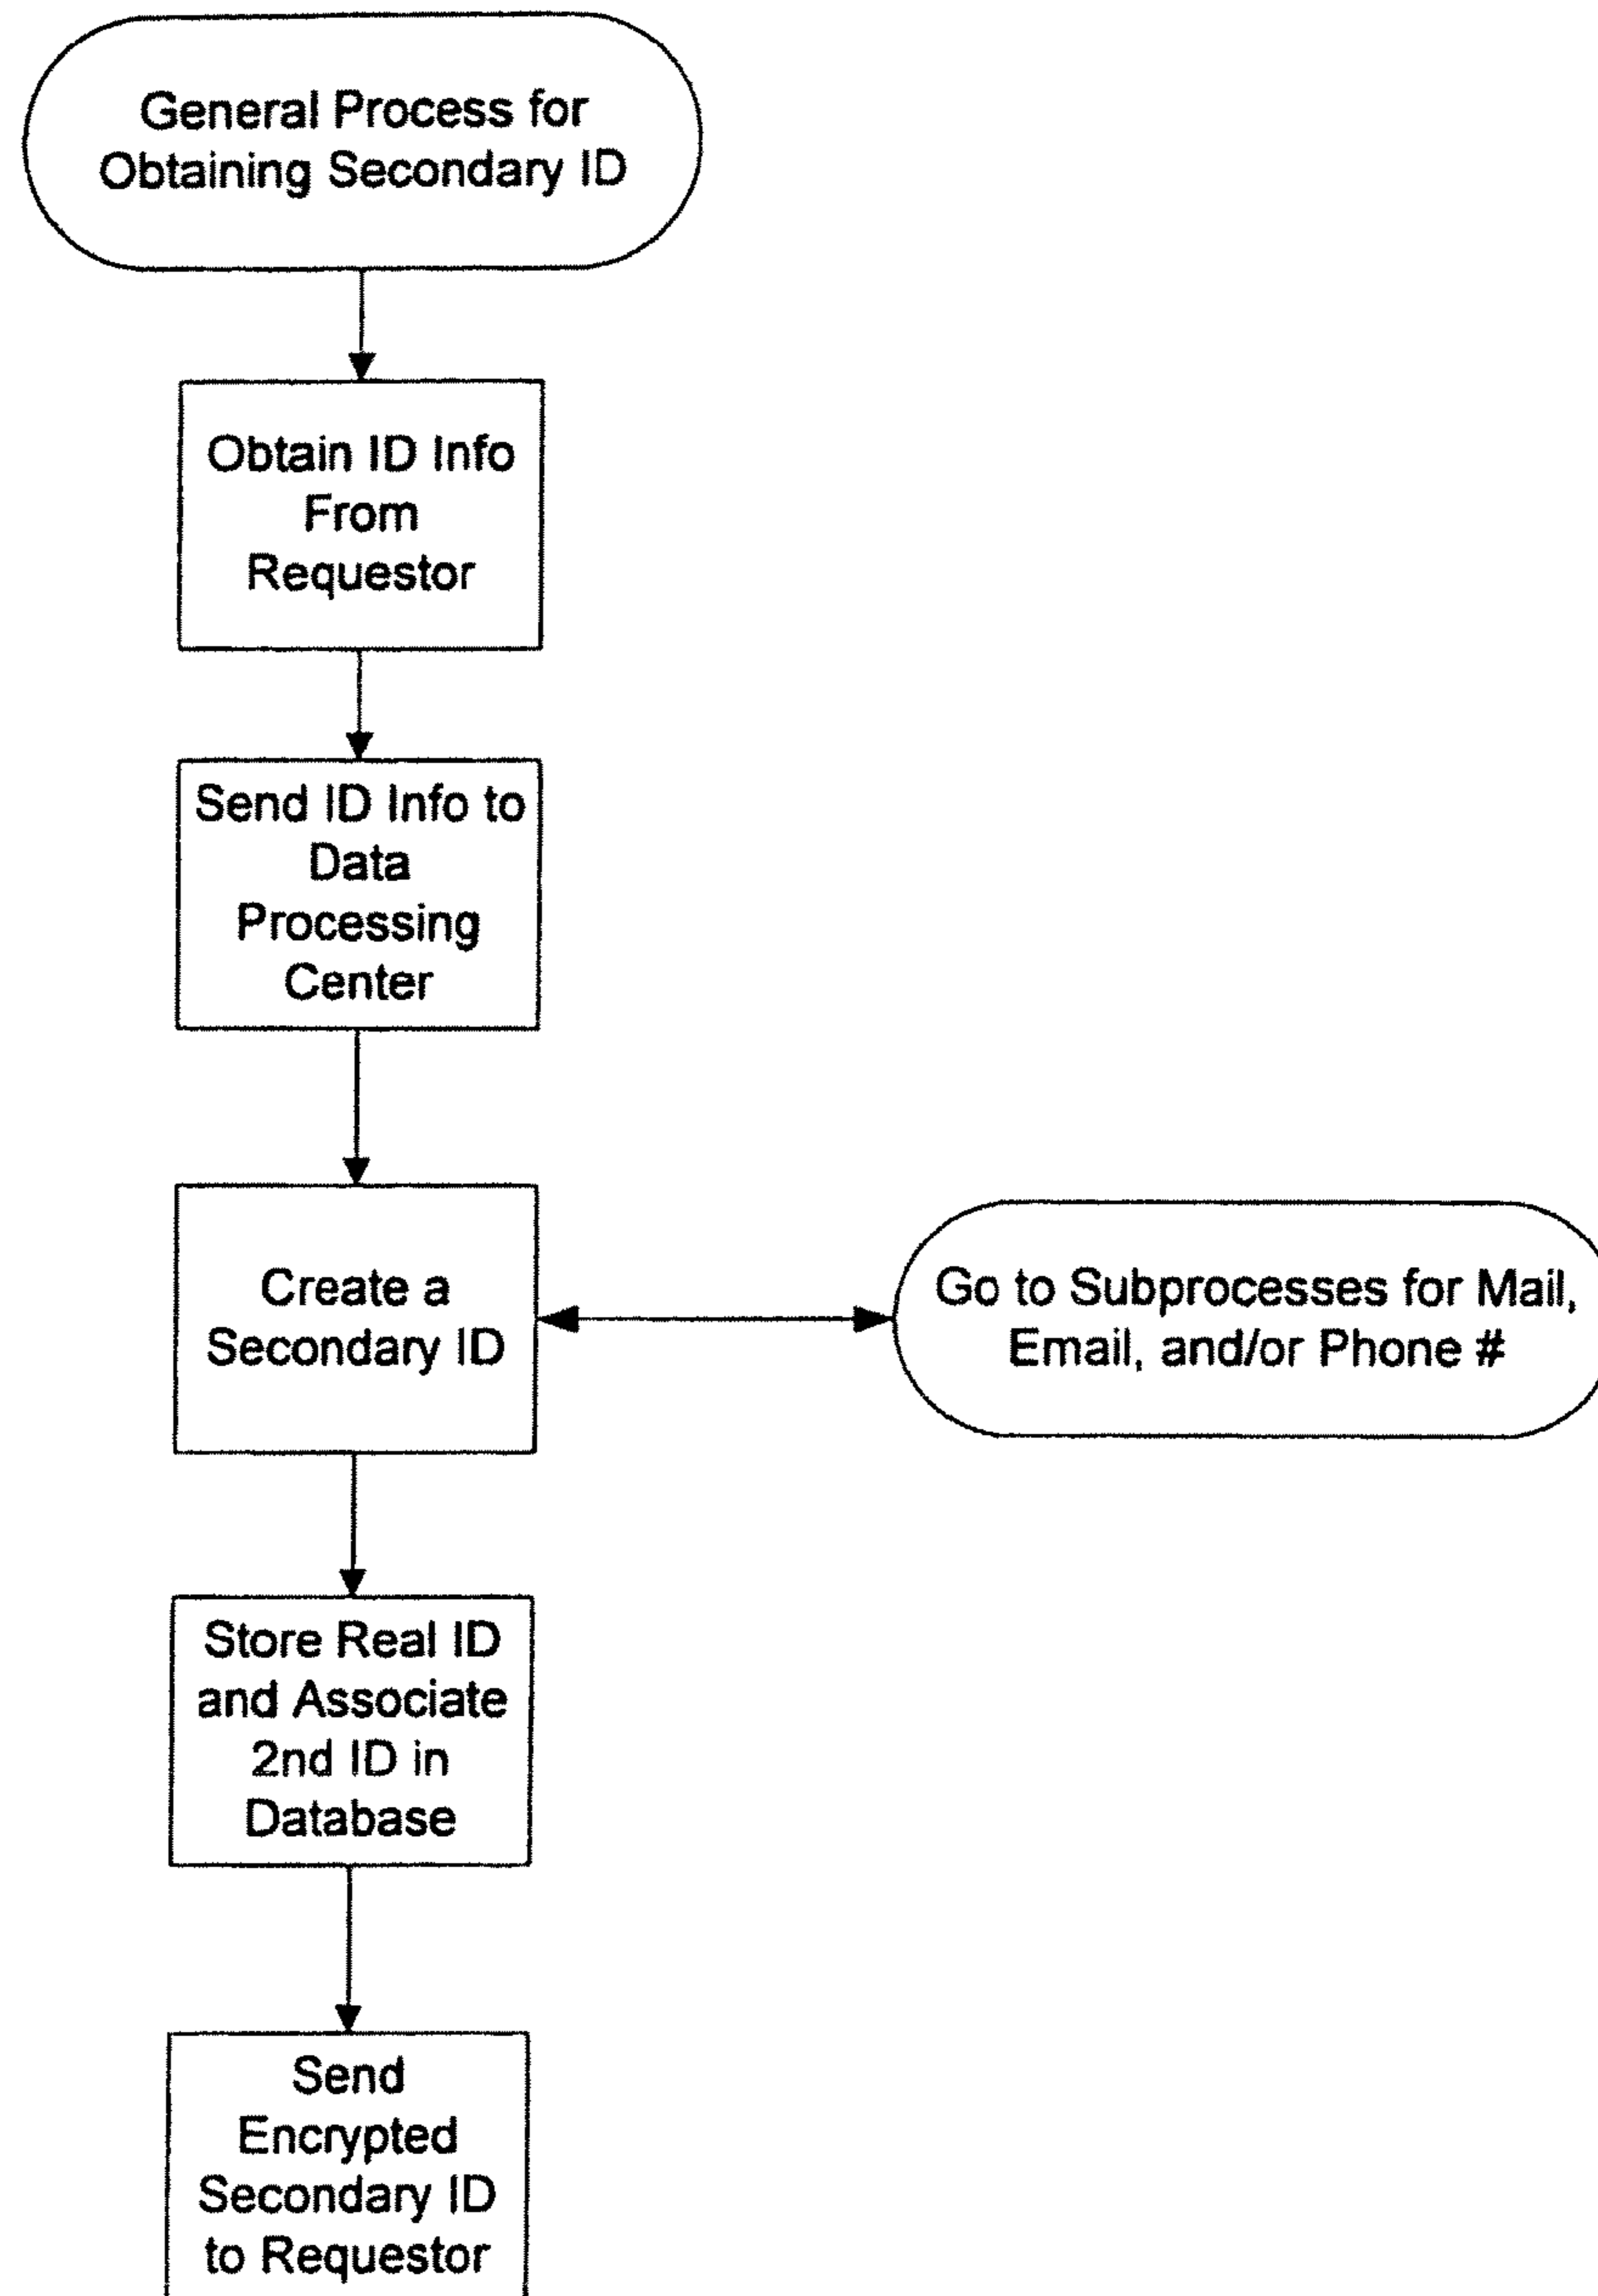 General Process for
Obtaining Secondary ID
Obtain ID Info
From
Requestor
Send ID Info to
Data
Processing
Center
Create a
Secondary ID
Go to Subprocesses for Mail,
Email, and/or Phone #
Store Real ID
and Associate
2nd ID in
Database
Send
Encrypted
Secondary ID
to Requestor